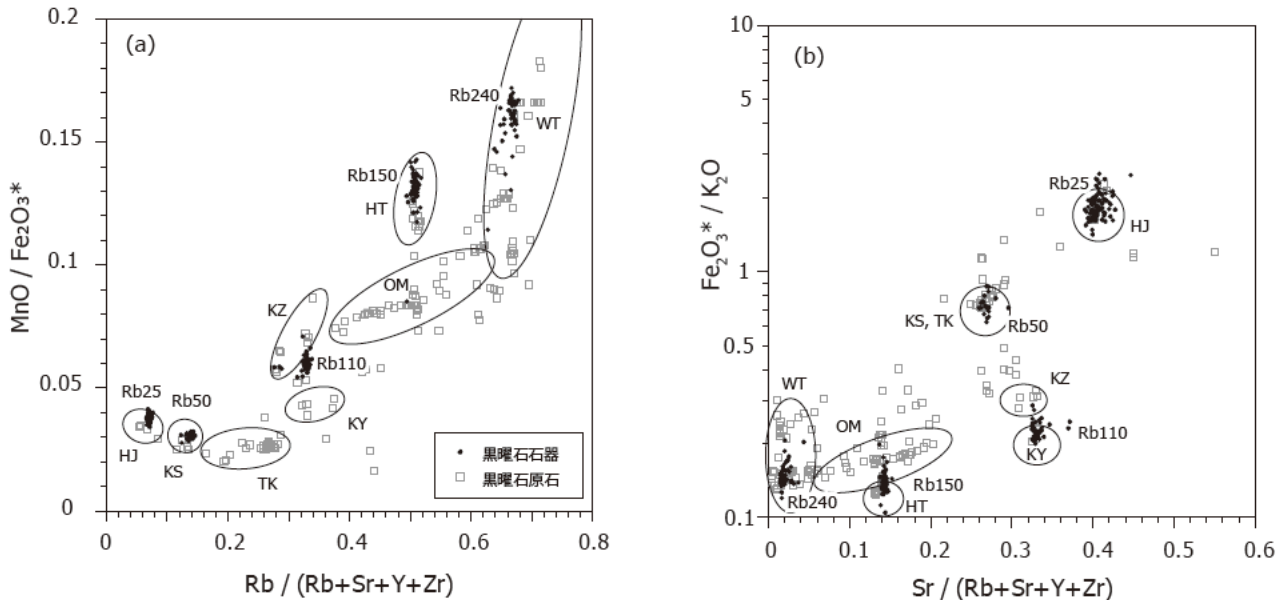 (a)
0.2
0.15
0.1
0.05
0
MnO / Fe₂O₃*
Rb240
WT
Rb150
HT
OM
KZ
Rb110
Rb25
Rb50
KY
HJ
KS
TK
黒曜石石器
黒曜石原石
0 0.2 0.4 0.6 0.8
Rb / (Rb+Sr+Y+Zr)
(b)
10
5
1
0.5
0.1
Fe₂O₃* / K₂O
Rb25
HJ
KS, TK
Rb50
WT
KZ
OM
Rb110
KY
Rb150
Rb240
HT
0 0.1 0.2 0.3 0.4 0.5 0.6
Sr / (Rb+Sr+Y+Zr)